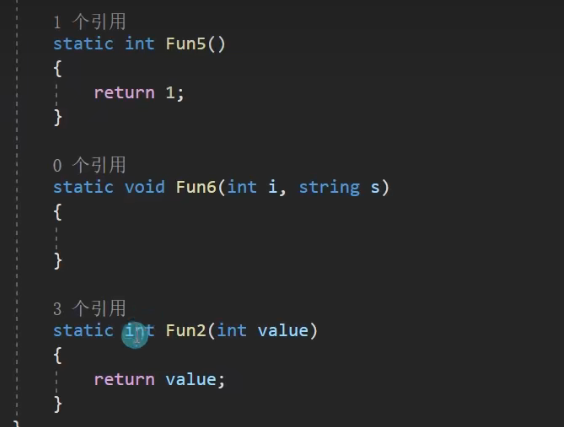 1 个引用
static int Fun5()
{
return 1;
}
0 个引用
static void Fun6(int i, string s)
{
}
3 个引用
static int Fun2(int value)
{
return value;
}
}